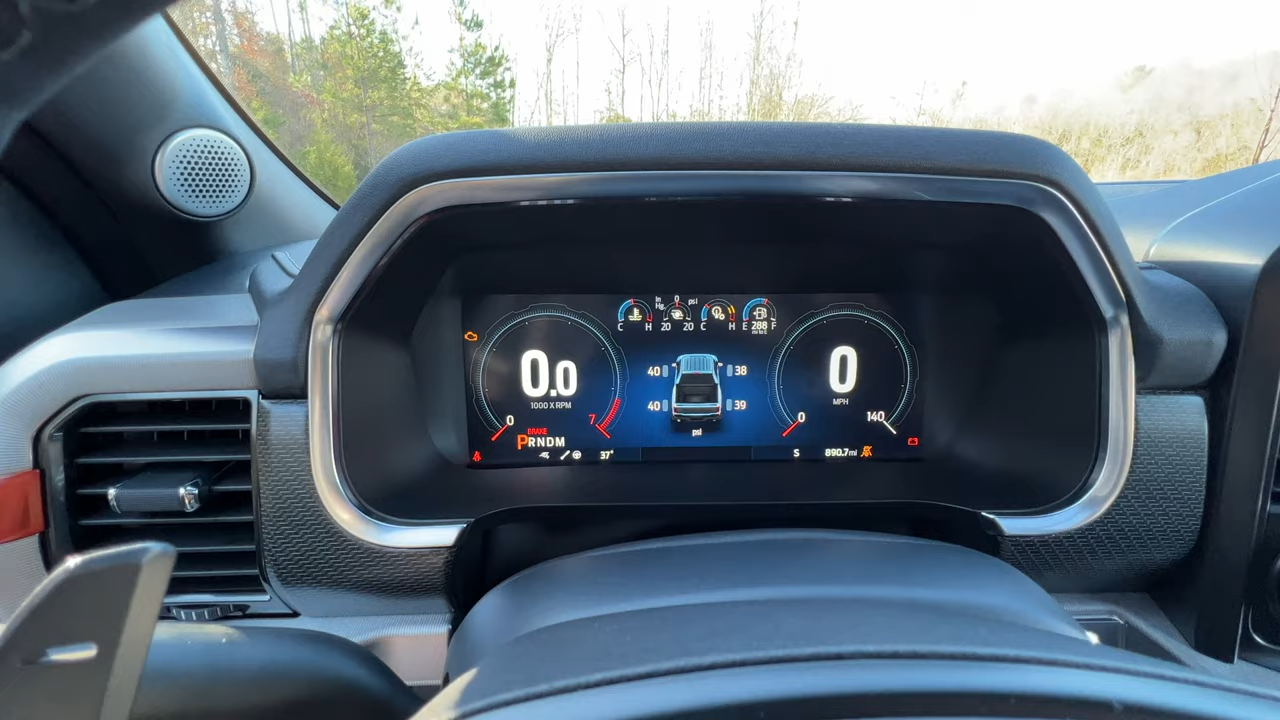 In Hg. 0 psi
C H 20 20 C H E 288 F
mi to E
0.0
1000 X RPM
0 7
40 38
40 39
psi
0
MPH
0 140
BRAKE
PRNDM
37°
S 890.7mi